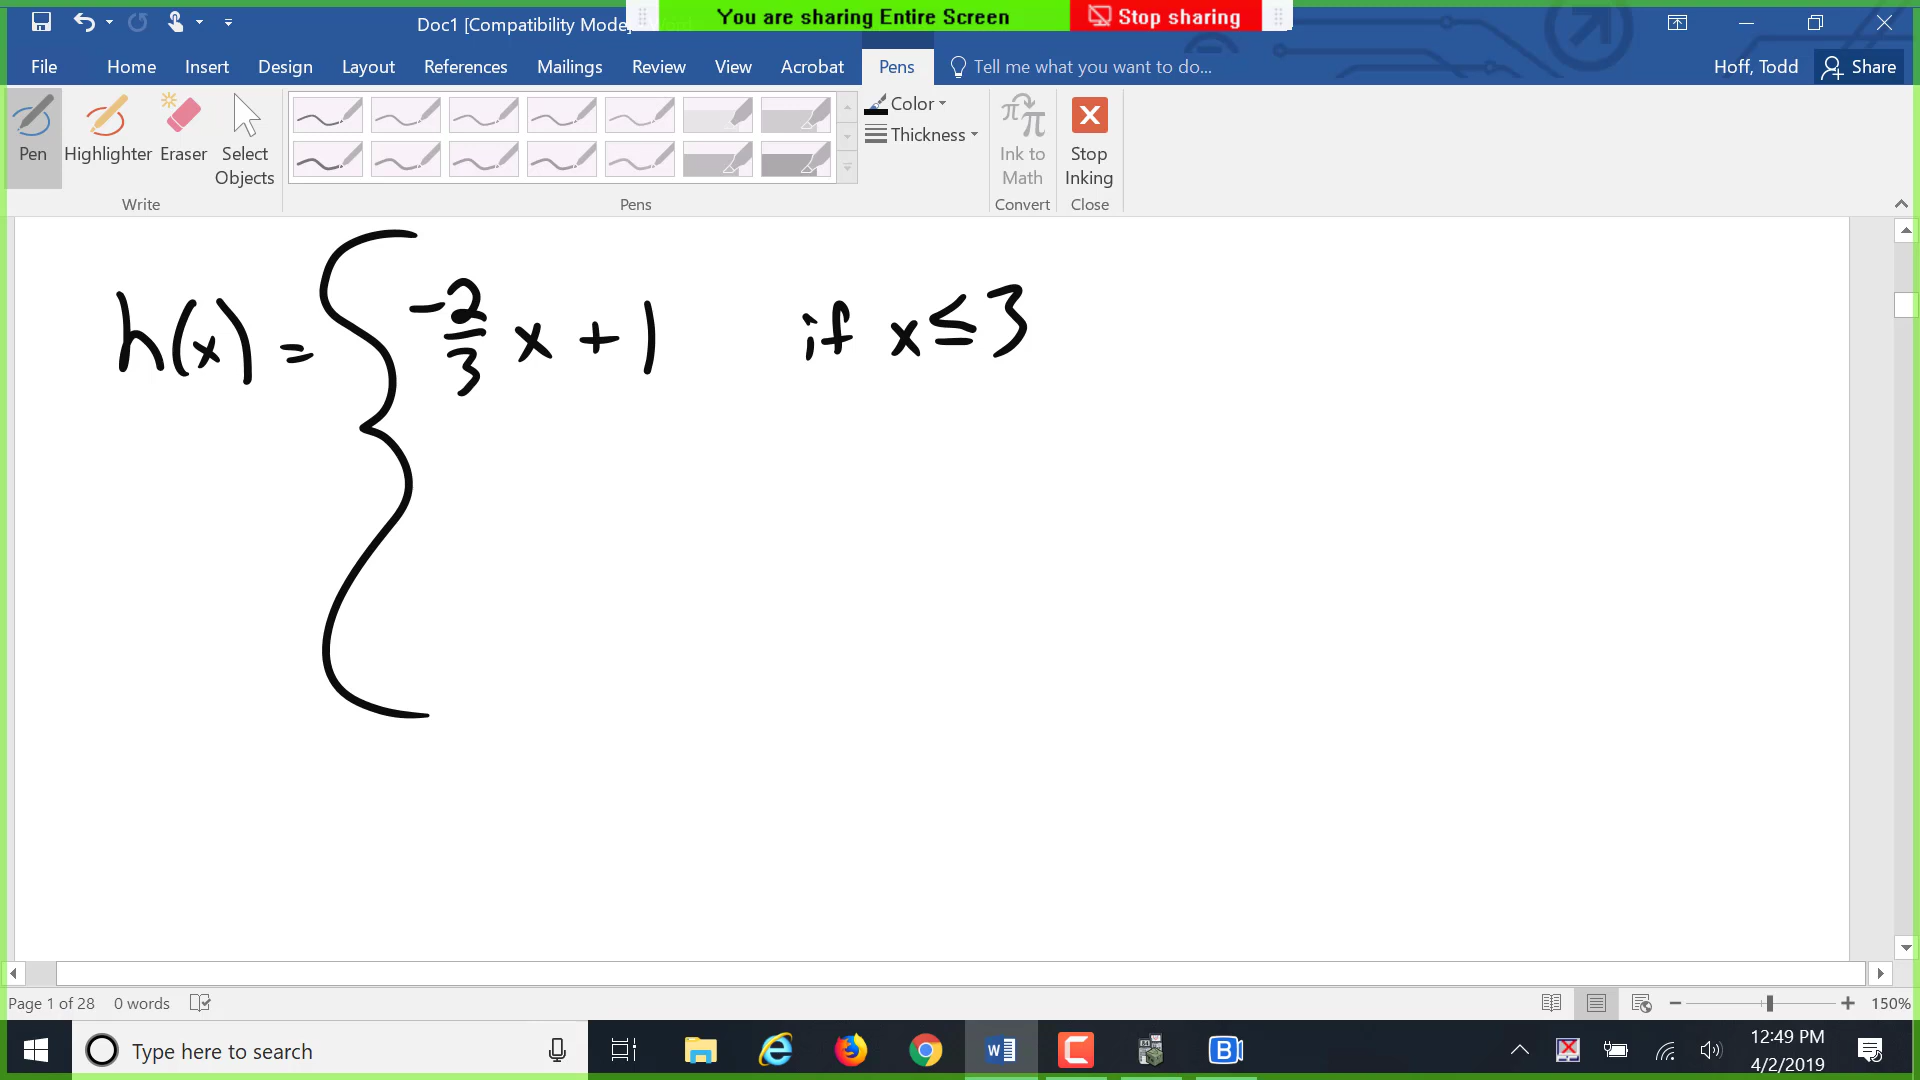 Doc1 [Compatibility Mode]
You are sharing Entire Screen
Stop sharing
File Home Insert Design Layout References Mailings Review View Acrobat Pens Tell me what you want to do... Hoff, Todd Share
Pen Highlighter Eraser Select Objects
Color
Thickness
Ink to Math
Stop Inking
Write Pens Convert Close
h(x) = { -2/3 x + 1 if x ≤ 3
Page 1 of 28 0 words 150%
Type here to search
12:49 PM
4/2/2019